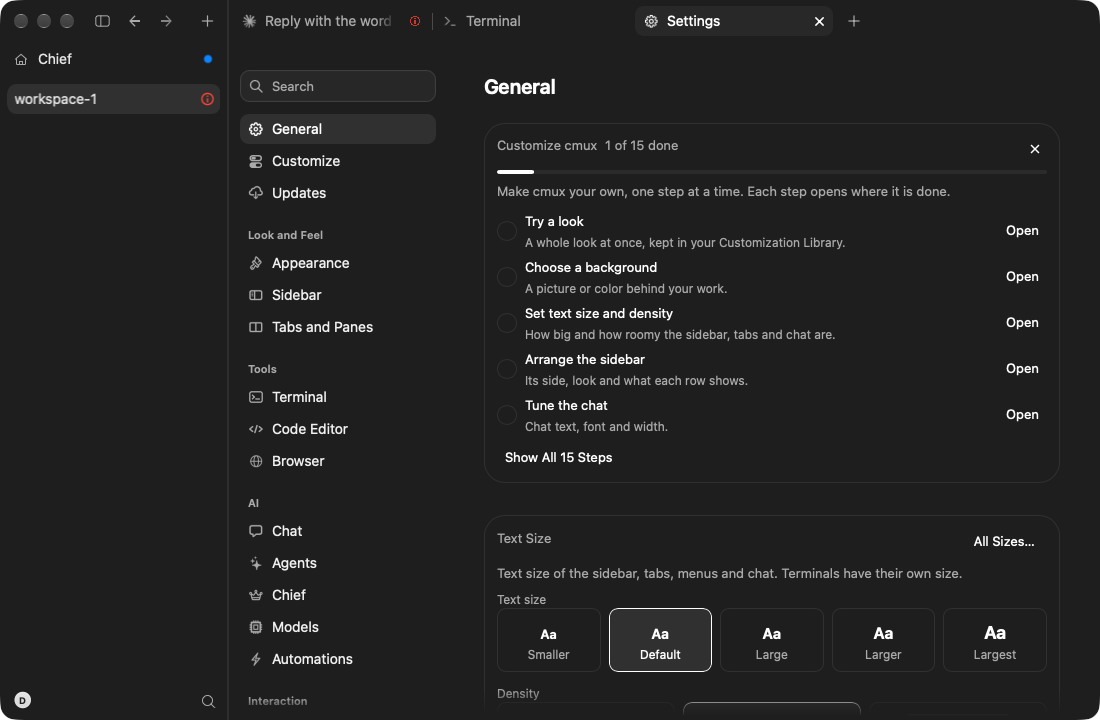 Reply with the word
Terminal
Settings
Chief
workspace-1
D
Search
General
Customize
Updates
Look and Feel
Appearance
Sidebar
Tabs and Panes
Tools
Terminal
Code Editor
Browser
AI
Chat
Agents
Chief
Models
Automations
Interaction
General
Customize cmux 1 of 15 done
Make cmux your own, one step at a time. Each step opens where it is done.
Try a look
A whole look at once, kept in your Customization Library.
Open
Choose a background
A picture or color behind your work.
Open
Set text size and density
How big and how roomy the sidebar, tabs and chat are.
Open
Arrange the sidebar
Its side, look and what each row shows.
Open
Tune the chat
Chat text, font and width.
Open
Show All 15 Steps
Text Size
All Sizes...
Text size of the sidebar, tabs, menus and chat. Terminals have their own size.
Text size
Aa
Smaller
Aa
Default
Aa
Large
Aa
Larger
Aa
Largest
Density